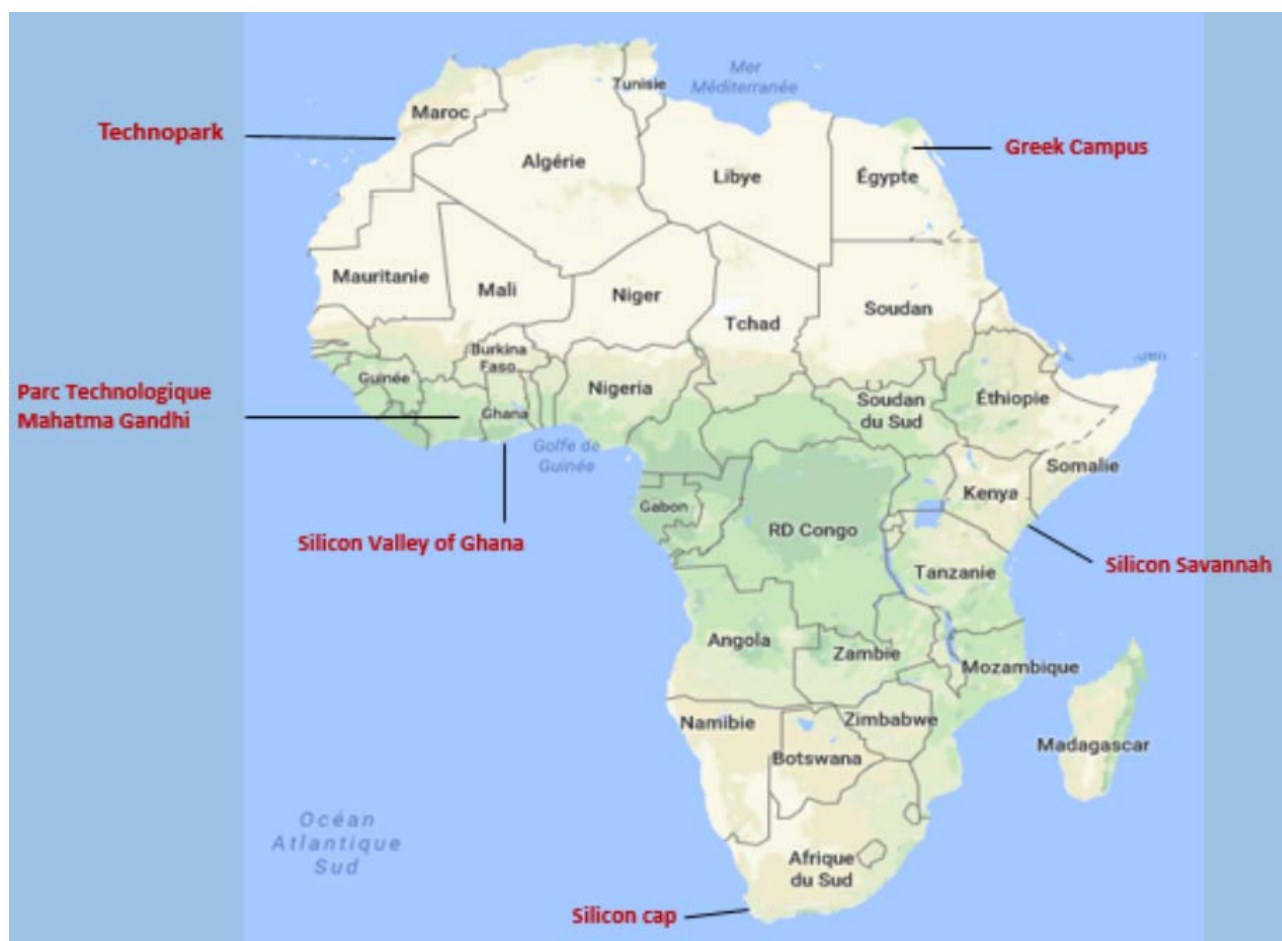 Mer
Méditerranée
Tunisie
Maroc
Technopark
Greek Campus
Algérie
Libye
Égypte
Mauritanie
Mali
Niger
Tchad
Soudan
Burkina
Faso
Guinée
Nigeria
Soudan
du Sud
Éthiopie
Parc Technologique
Mahatma Gandhi
Ghana
Golfe de
Guinée
Somalie
Kenya
Gabon
RD Congo
Silicon Valley of Ghana
Silicon Savannah
Tanzanie
Angola
Zambie
Mozambique
Namibie
Zimbabwe
Botswana
Madagascar
Océan
Atlantique
Sud
Afrique
du Sud
Silicon cap